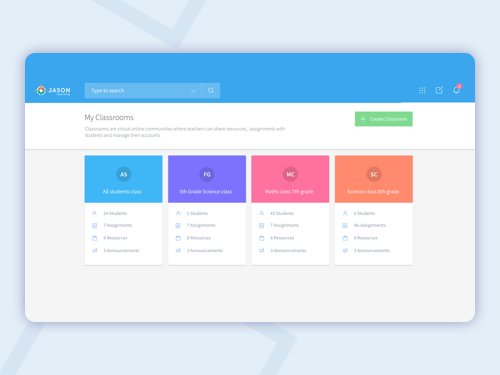 JASON
Type to search
My Classrooms
Classrooms are virtual online communities where teachers can share resources, assignments with
students and manage their accounts.
+ Create Classroom
AS
All students class
24 Students
7 Assignments
8 Resources
3 Announcements
FG
5th Grade Science class
5 Students
7 Assignments
8 Resources
3 Announcements
MC
Maths class 7th grade
42 Students
7 Assignments
8 Resources
3 Announcements
SC
Science class 5th grade
5 Students
No Assignments
8 Resources
3 Announcements